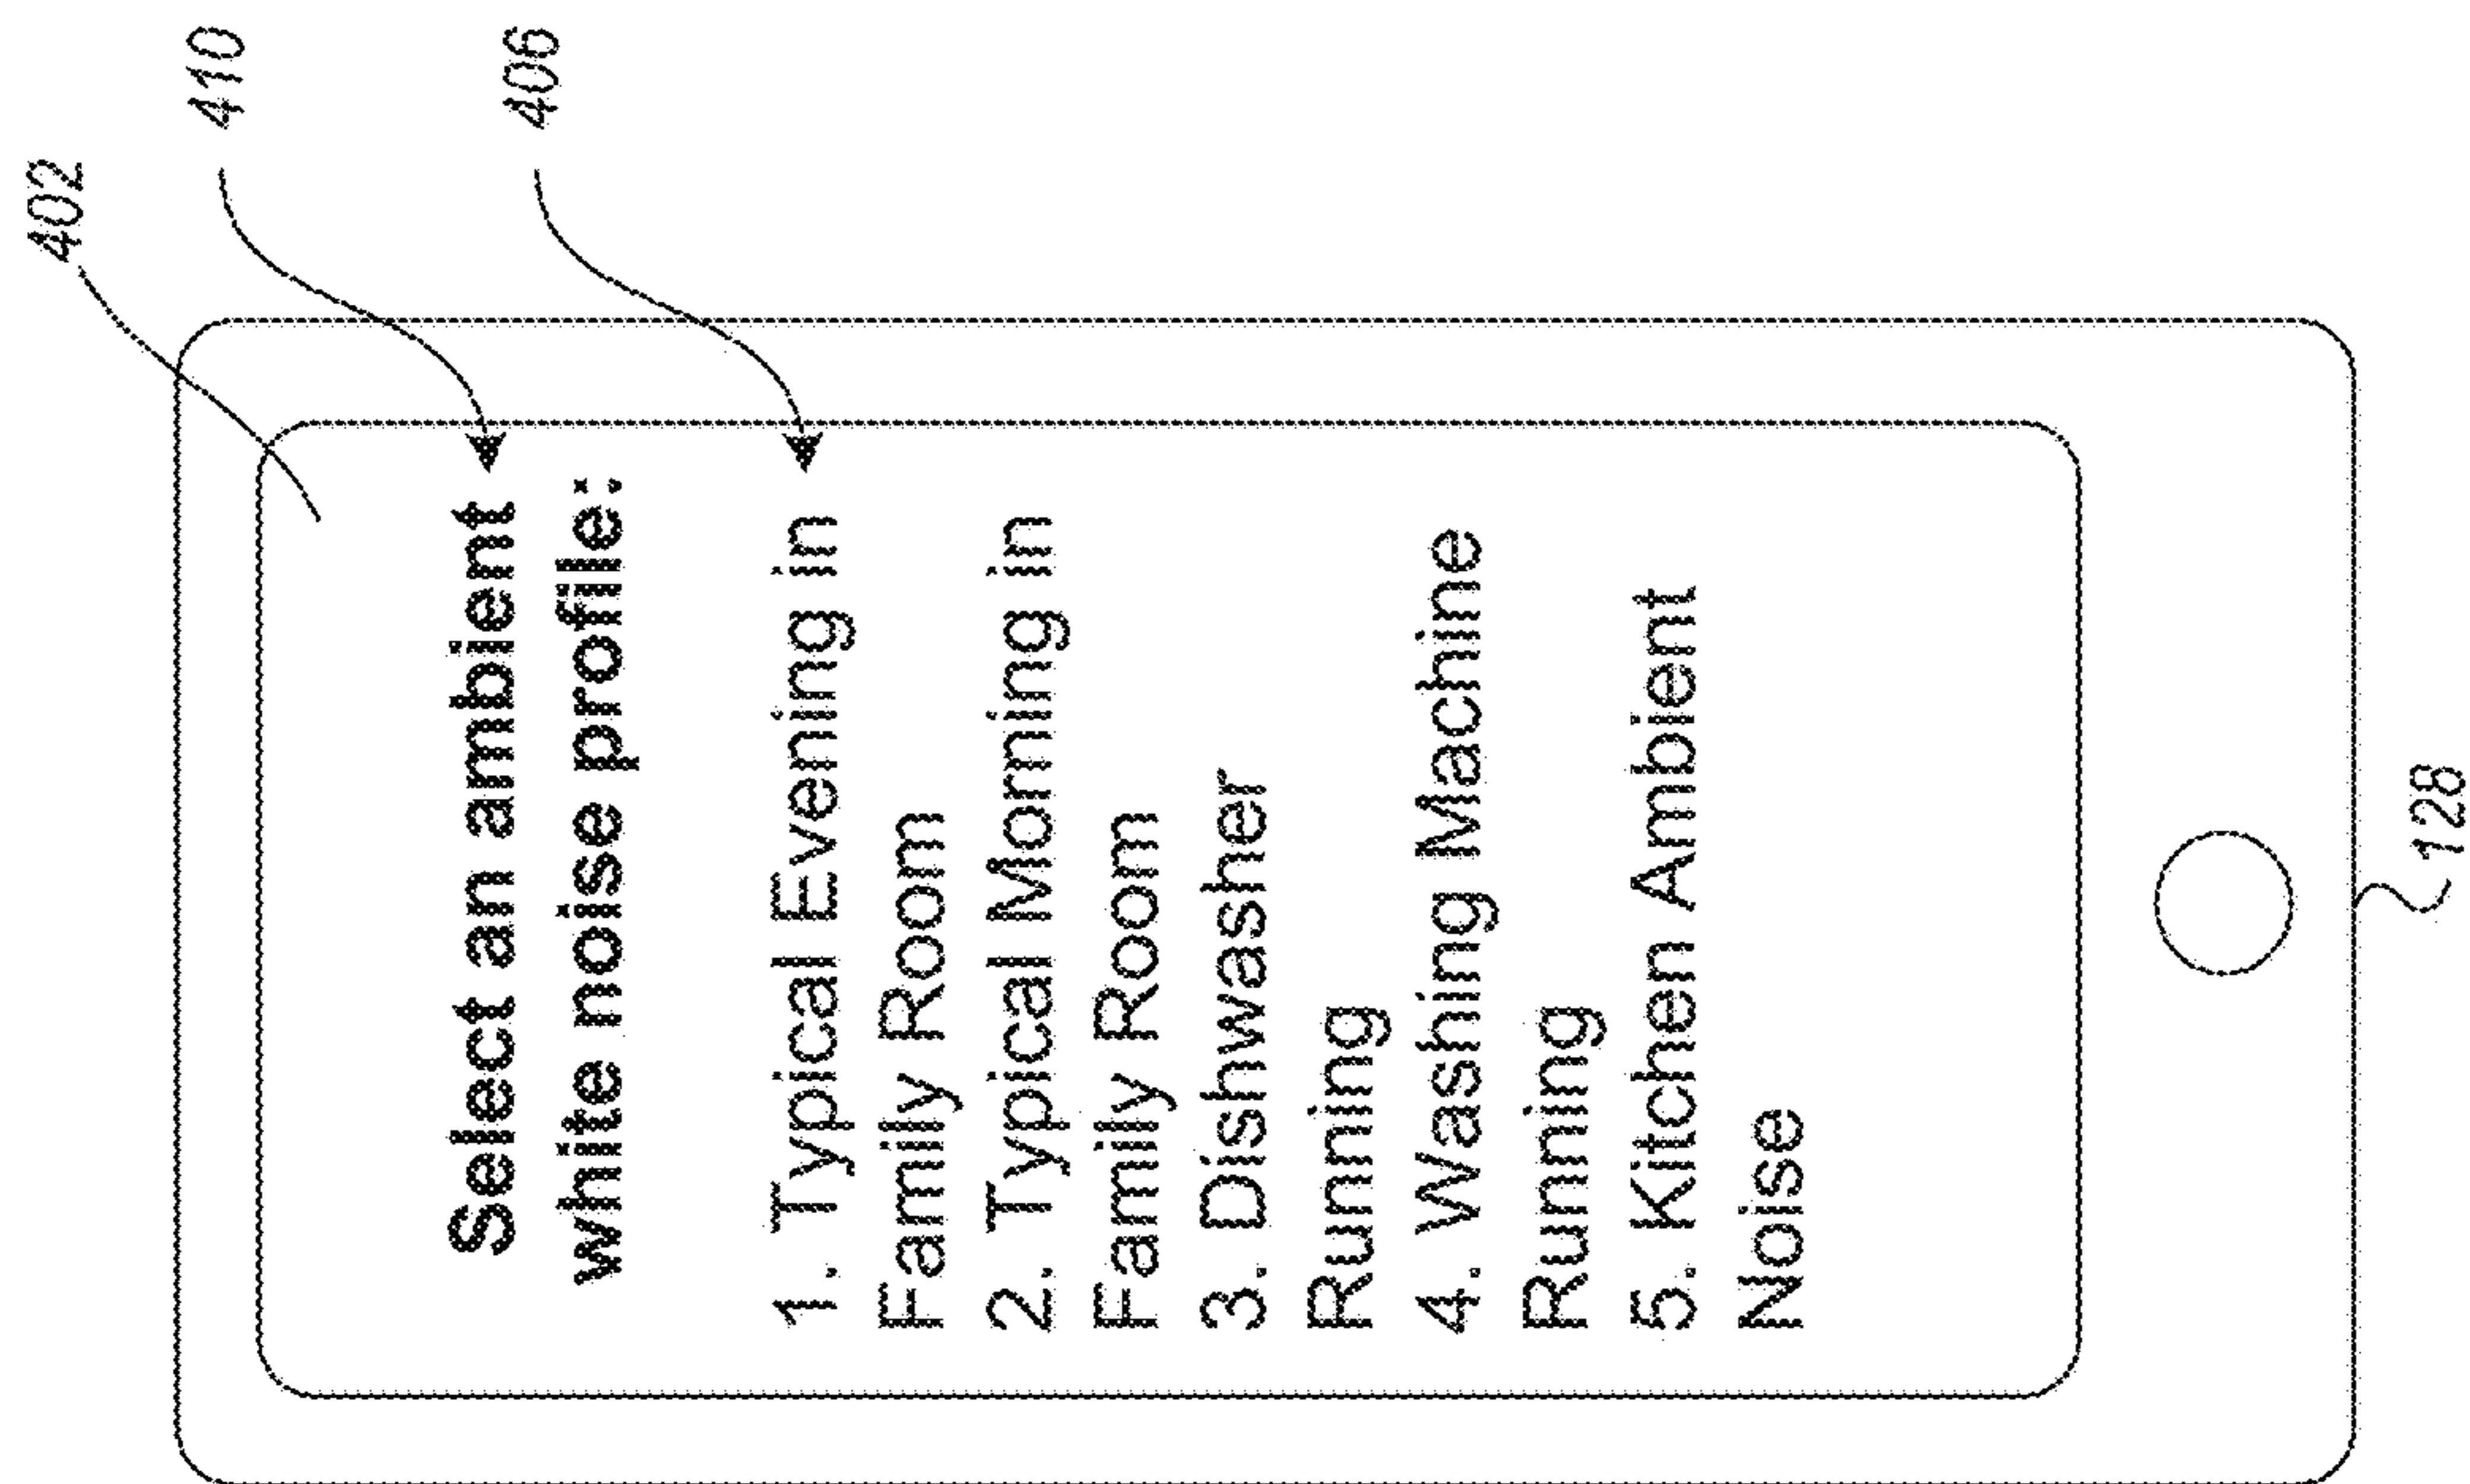 402
410
406
Select an ambient
white noise profile:
1. Typical Evening in
Family Room
2. Typical Morning in
Family Room
3. Dishwasher
Running
4. Washing Machine
Running
5. Kitchen Ambient
Noise
128